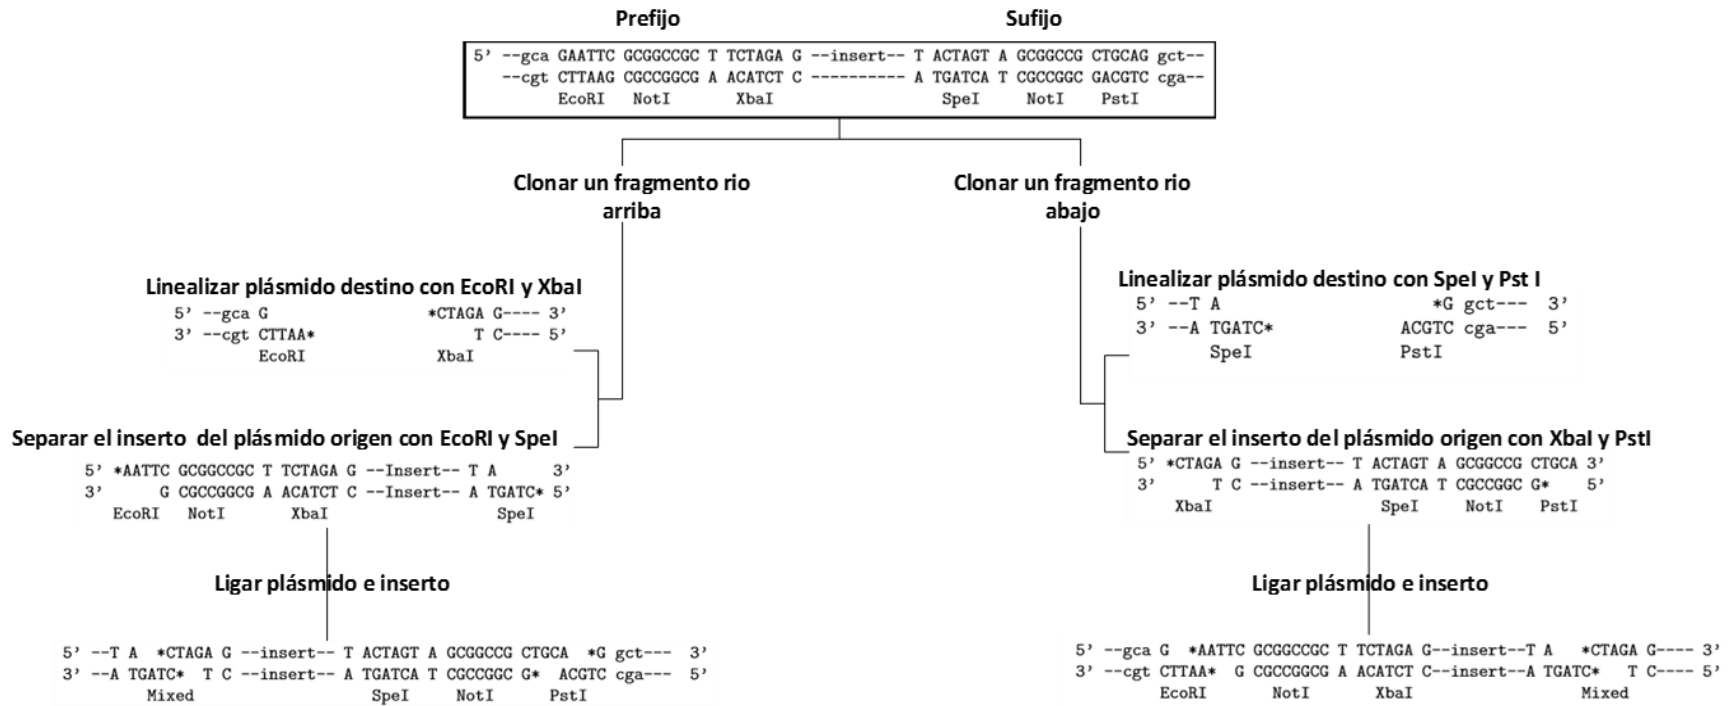 Prefijo
Sufijo
5’ --gca GAATTC GCGGCCGC T TCTAGA G --insert-- T ACTAGT A GCGGCCG CTGCAG gct--
--cgt CTTAAG CGCCGGCG A ACATCT C ---------- A TGATCA T CGCCGGC GACGTC cga--
EcoRI NotI XbaI SpeI NotI PstI
Clonar un fragmento rio
arriba
Clonar un fragmento rio
abajo
Linealizar plásmido destino con EcoRI y XbaI
5’ --gca G *CTAGA G---- 3’
3’ --cgt CTTAA* T C---- 5’
EcoRI XbaI
Linealizar plásmido destino con SpeI y Pst I
5’ --T A *G gct--- 3’
3’ --A TGATC* ACGTC cga--- 5’
SpeI PstI
Separar el inserto del plásmido origen con EcoRI y SpeI
5’ *AATTC GCGGCCGC T TCTAGA G --Insert-- T A 3’
3’ G CGCCGGCG A ACATCT C --Insert-- A TGATC* 5’
EcoRI NotI XbaI SpeI
Separar el inserto del plásmido origen con XbaI y PstI
5’ *CTAGA G --insert-- T ACTAGT A GCGGCCG CTGCA 3’
3’ T C --insert-- A TGATCA T CGCCGGC G* 5’
XbaI SpeI NotI PstI
Ligar plásmido e inserto
5’ --T A *CTAGA G --insert-- T ACTAGT A GCGGCCG CTGCA *G gct--- 3’
3’ --A TGATC* T C --insert-- A TGATCA T CGCCGGC G* ACGTC cga--- 5’
Mixed SpeI NotI PstI
Ligar plásmido e inserto
5’ --gca G *AATTC GCGGCCGC T TCTAGA G--insert--T A *CTAGA G---- 3’
3’ --cgt CTTAA* G CGCCGGCG A ACATCT C--insert--A TGATC* T C---- 5’
EcoRI NotI XbaI Mixed